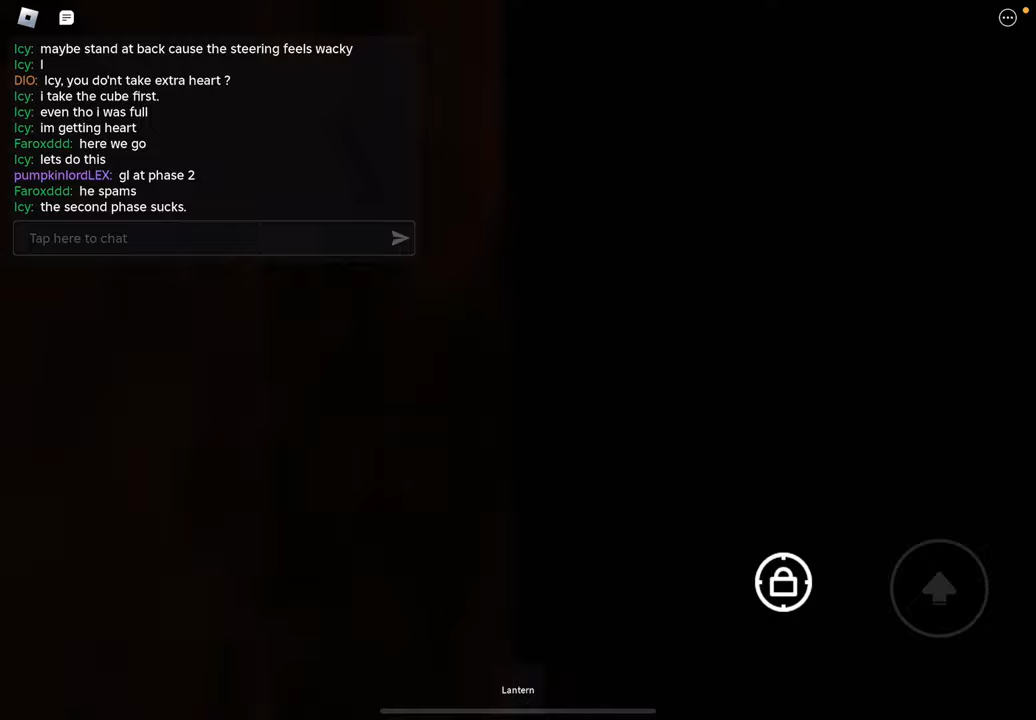 Icy: maybe stand at back cause the steering feels wacky
Icy: I
DIO: Icy, you do'nt take extra heart ?
Icy: i take the cube first.
Icy: even tho i was full
Icy: im getting heart
Faroxddd: here we go
Icy: lets do this
pumpkinlordLEX: gl at phase 2
Faroxddd: he spams
Icy: the second phase sucks.
Tap here to chat
Lantern